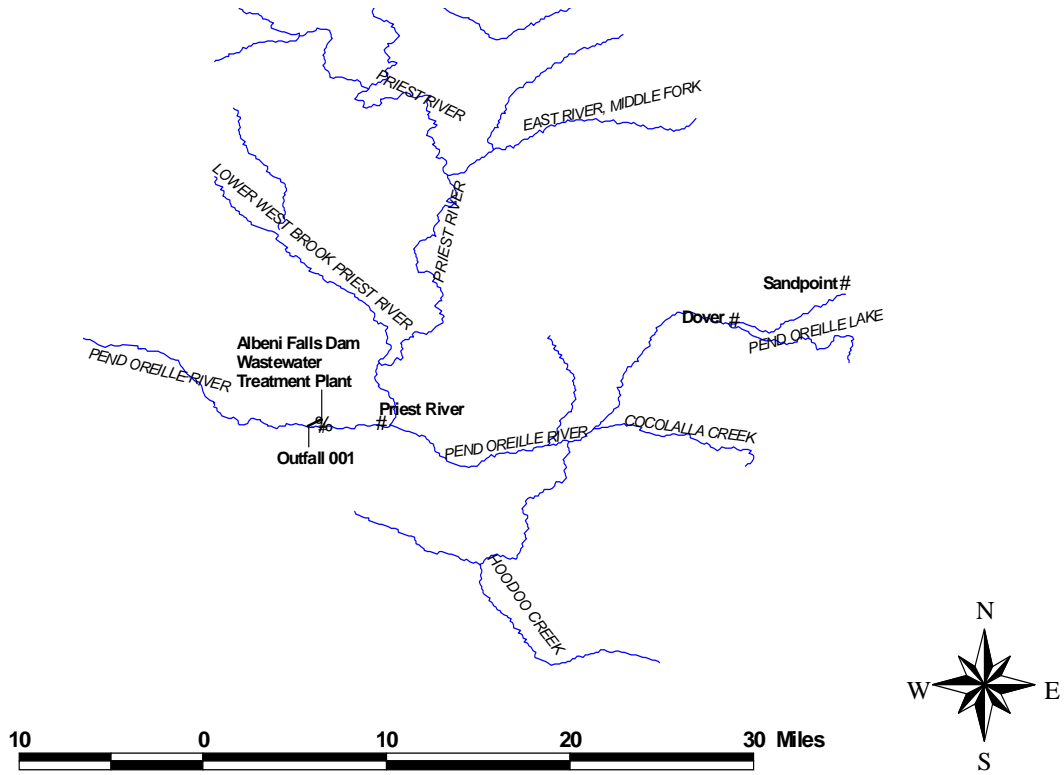 PRIEST RIVER
EAST RIVER, MIDDLE FORK
LOWER WEST BROOK PRIEST RIVER
PRIEST RIVER
Sandpoint #
Dover #
PEND OREILLE LAKE
Albeni Falls Dam
Wastewater
Treatment Plant
PEND OREILLE RIVER
%
#
Priest River
#
Outfall 001
PEND OREILLE RIVER
COCOLALLA CREEK
HOODOO CREEK
N
W E
S
10 0 10 20 30 Miles